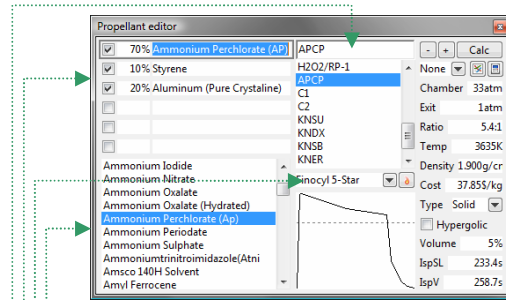 Propellant editor
70% Ammonium Perchlorate (AP)
10% Styrene
20% Aluminum (Pure Crystaline)
Ammonium Iodide
Ammonium Nitrate
Ammonium Oxalate
Ammonium Oxalate (Hydrated)
Ammonium Perchlorate (Ap)
Ammonium Periodate
Ammonium Sulphate
Ammoniumtrinitroimidazole(Atni
Amsco 140H Solvent
Amyl Ferrocene
APCP
H2O2/RP-1
APCP
C1
C2
KNSU
KNDX
KNSB
KNER
Finocyl 5-Star
- + Calc
None
Chamber 33atm
Exit 1atm
Ratio 5.4:1
Temp 3635K
Density 1.900g/cr
Cost 37.85$/kg
Type Solid
Hypergolic
Volume 5%
IspSL 233.4s
IspV 258.7s